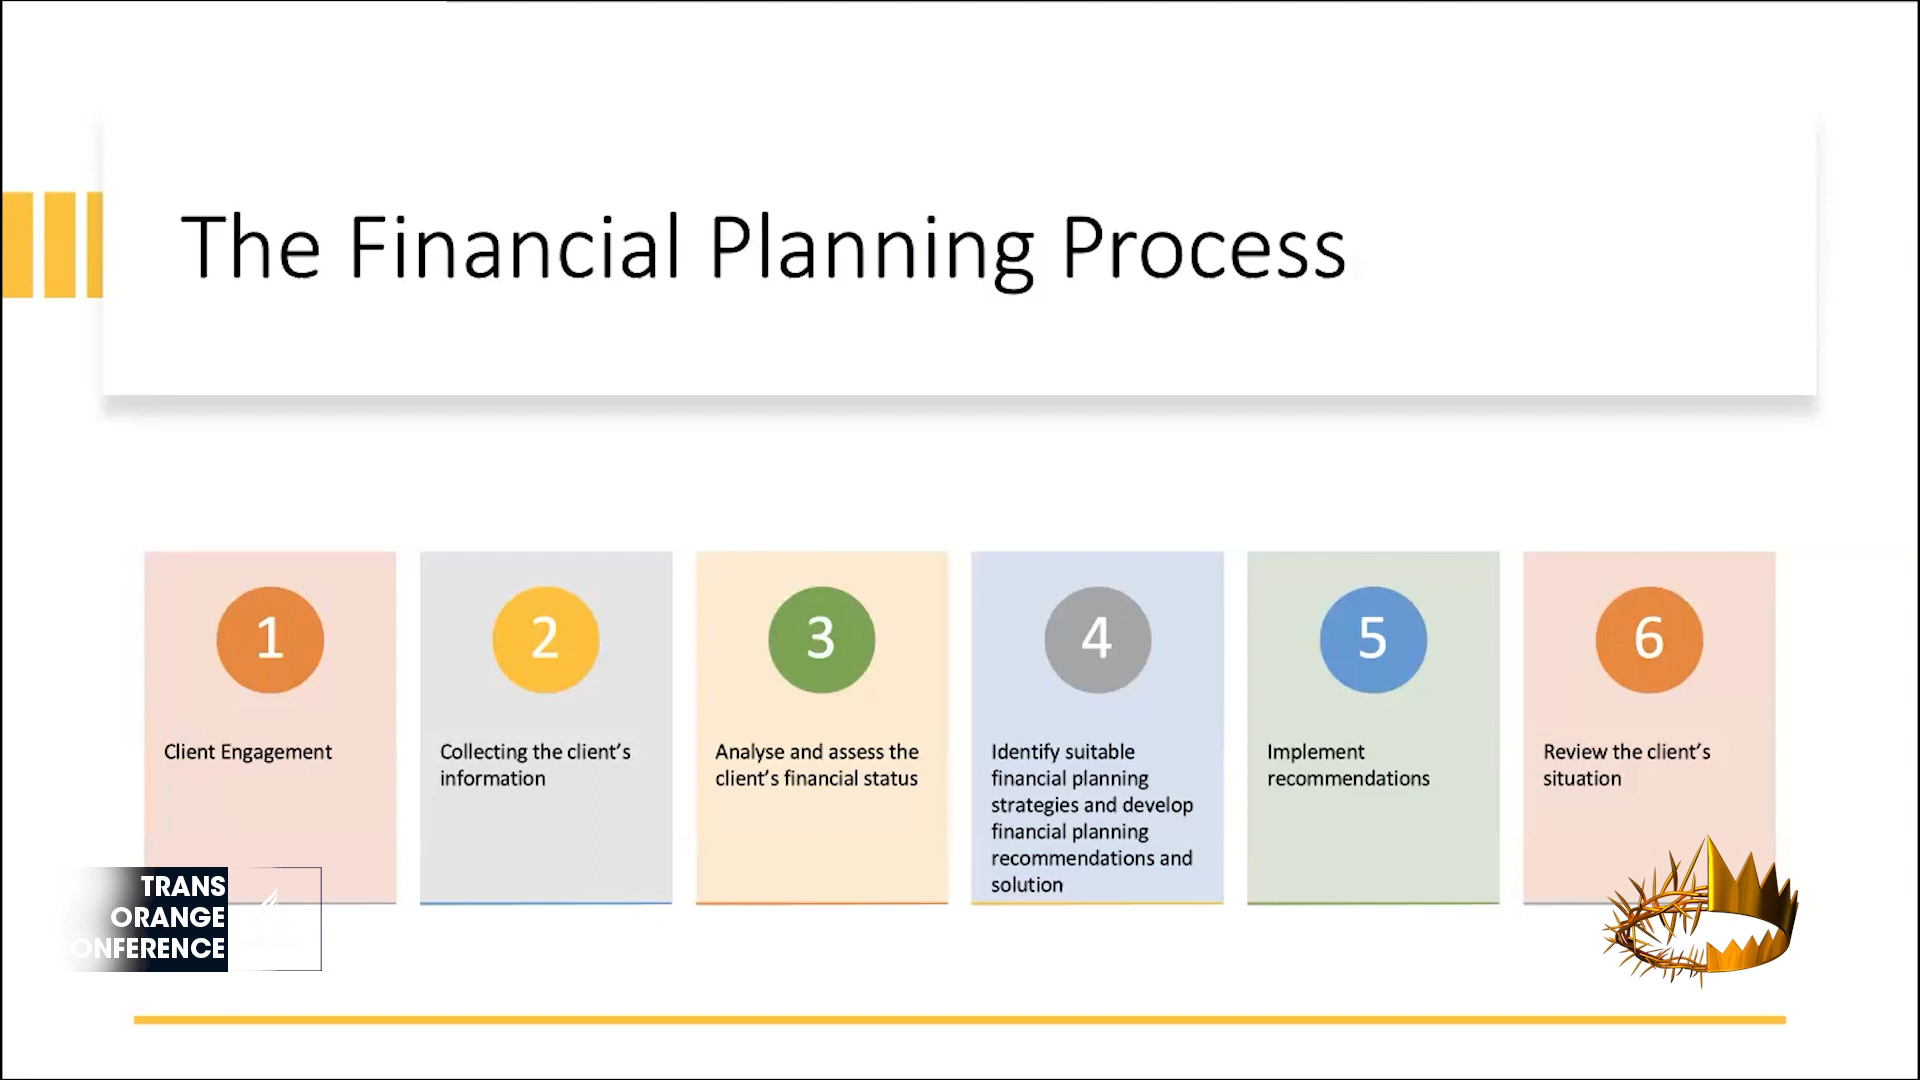 The Financial Planning Process
1
Client Engagement
2
Collecting the client's
information
3
Analyse and assess the
client's financial status
4
Identify suitable
financial planning
strategies and develop
financial planning
recommendations and
solution
5
Implement
recommendations
6
Review the client's
situation
TRANS
ORANGE
CONFERENCE